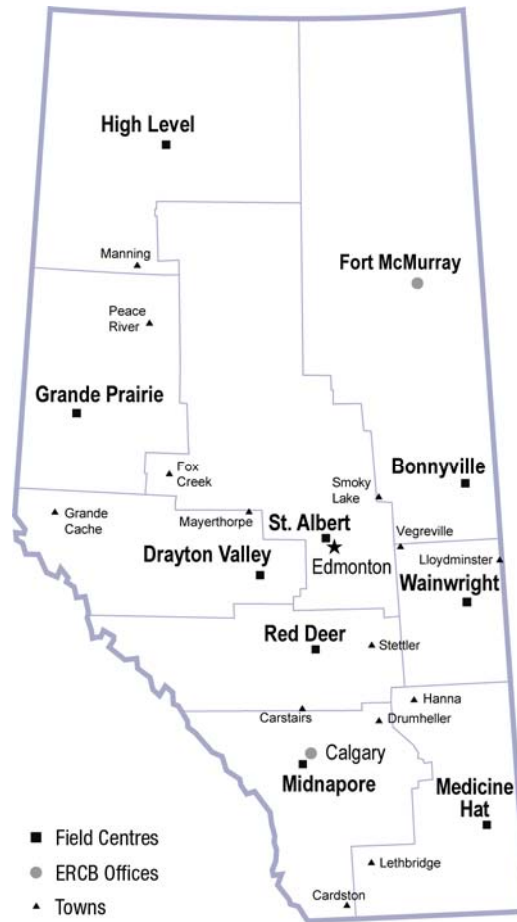 High Level
Manning
Fort McMurray
Peace
River
Grande Prairie
Fox
Creek
Bonnyville
Smoky
Lake
Grande
Cache
Mayerthorpe
St. Albert
Vegreville
Edmonton
Lloydminster
Drayton Valley
Wainwright
Red Deer
Stettler
Hanna
Carstairs
Drumheller
Calgary
Midnapore
Medicine
Hat
Field Centres
Lethbridge
ERCB Offices
Cardston
Towns